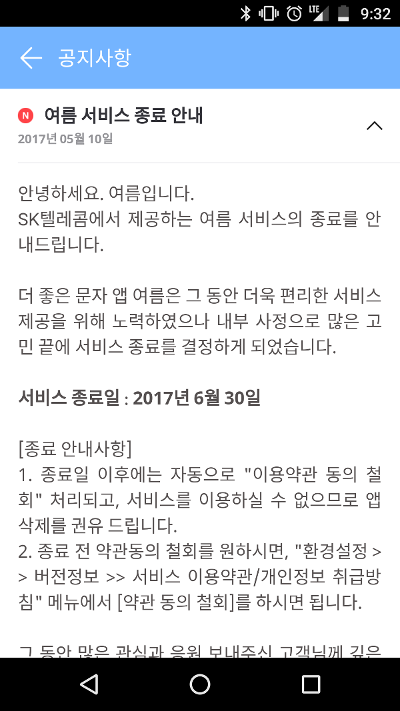 LTE 9:32
공지사항
N 여름 서비스 종료 안내
2017년 05월 10일
안녕하세요. 여름입니다.
SK텔레콤에서 제공하는 여름 서비스의 종료를 안
내드립니다.
더 좋은 문자 앱 여름은 그 동안 더욱 편리한 서비스
제공을 위해 노력하였으나 내부 사정으로 많은 고
민 끝에 서비스 종료를 결정하게 되었습니다.
서비스 종료일 : 2017년 6월 30일
[종료 안내사항]
1. 종료일 이후에는 자동으로 "이용약관 동의 철
회" 처리되고, 서비스를 이용하실 수 없으므로 앱
삭제를 권유 드립니다.
2. 종료 전 약관동의 철회를 원하시면, "환경설정 >
> 버전정보 >> 서비스 이용약관/개인정보 취급방
침" 메뉴에서 [약관 동의 철회]를 하시면 됩니다.
그 동안 많은 관심과 응원 보내주신 고객님께 깊은